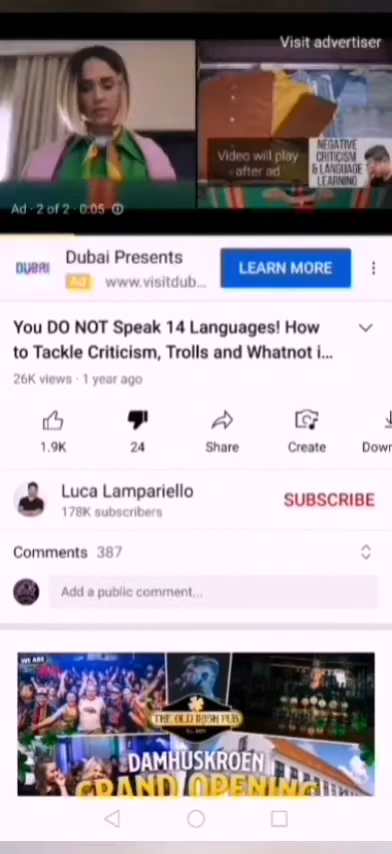 Visit advertiser
Video will play
after ad
NEGATIVE
CRITICISM
& LANGUAGE
LEARNING
Ad · 2 of 2 · 0:05
DUBAI
Dubai Presents
Ad www.visitdub...
LEARN MORE
You DO NOT Speak 14 Languages! How
to Tackle Criticism, Trolls and Whatnot i...
26K views · 1 year ago
1.9K
24
Share
Create
Down
Luca Lampariello
178K subscribers
SUBSCRIBE
Comments 387
Add a public comment...
WE ARE
THE OLD IRISH PUB
DAMHUSKROEN
GRAND OPENING